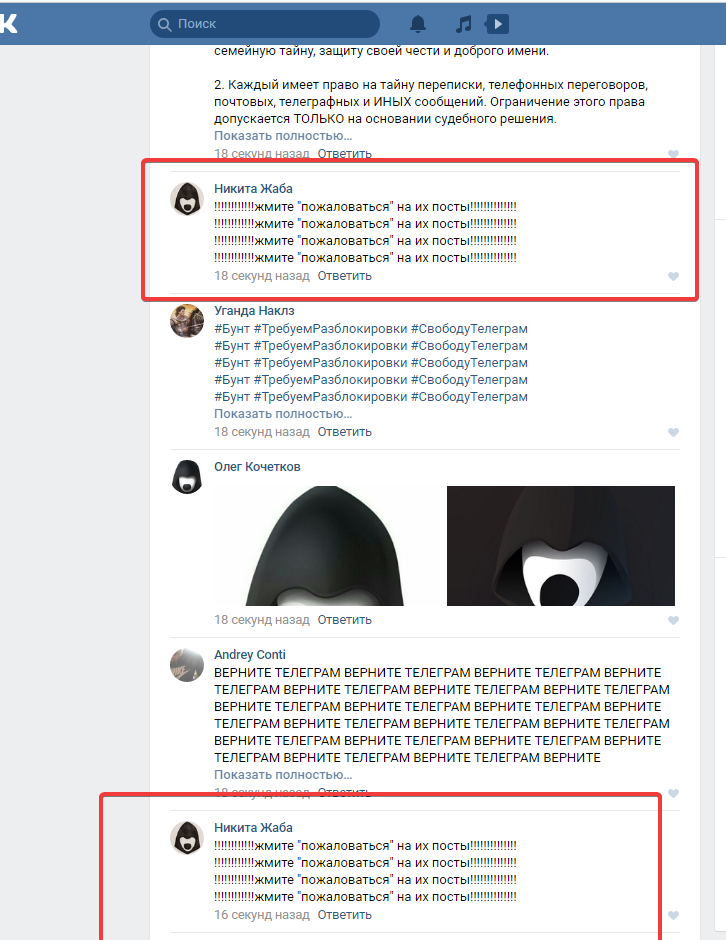 K
Поиск
семейную тайну, защиту своей чести и доброго имени.
2. Каждый имеет право на тайну переписки, телефонных переговоров,
почтовых, телеграфных и ИНЫХ сообщений. Ограничение этого права
допускается ТОЛЬКО на основании судебного решения.
Показать полностью...
18 секунд назад Ответить
Никита Жаба
!!!!!!!!!!!!жмите "пожаловаться" на их посты!!!!!!!!!!!!!!
!!!!!!!!!!!!жмите "пожаловаться" на их посты!!!!!!!!!!!!!!
!!!!!!!!!!!!жмите "пожаловаться" на их посты!!!!!!!!!!!!!!
!!!!!!!!!!!!жмите "пожаловаться" на их посты!!!!!!!!!!!!!!
18 секунд назад Ответить
Уганда Наклз
#Бунт #ТребуемРазблокировки #СвободуТелеграм
#Бунт #ТребуемРазблокировки #СвободуТелеграм
#Бунт #ТребуемРазблокировки #СвободуТелеграм
#Бунт #ТребуемРазблокировки #СвободуТелеграм
#Бунт #ТребуемРазблокировки #СвободуТелеграм
Показать полностью...
18 секунд назад Ответить
Олег Кочетков
18 секунд назад Ответить
Andrey Conti
ВЕРНИТЕ ТЕЛЕГРАМ ВЕРНИТЕ ТЕЛЕГРАМ ВЕРНИТЕ ТЕЛЕГРАМ ВЕРНИТЕ
ТЕЛЕГРАМ ВЕРНИТЕ ТЕЛЕГРАМ ВЕРНИТЕ ТЕЛЕГРАМ ВЕРНИТЕ ТЕЛЕГРАМ
ВЕРНИТЕ ТЕЛЕГРАМ ВЕРНИТЕ ТЕЛЕГРАМ ВЕРНИТЕ ТЕЛЕГРАМ ВЕРНИТЕ
ТЕЛЕГРАМ ВЕРНИТЕ ТЕЛЕГРАМ ВЕРНИТЕ ТЕЛЕГРАМ ВЕРНИТЕ ТЕЛЕГРАМ
ВЕРНИТЕ ТЕЛЕГРАМ ВЕРНИТЕ ТЕЛЕГРАМ ВЕРНИТЕ ТЕЛЕГРАМ ВЕРНИТЕ
ТЕЛЕГРАМ ВЕРНИТЕ ТЕЛЕГРАМ ВЕРНИТЕ ТЕЛЕГРАМ ВЕРНИТЕ
Показать полностью...
18 секунд назад Ответить
Никита Жаба
!!!!!!!!!!!!жмите "пожаловаться" на их посты!!!!!!!!!!!!!!
!!!!!!!!!!!!жмите "пожаловаться" на их посты!!!!!!!!!!!!!!
!!!!!!!!!!!!жмите "пожаловаться" на их посты!!!!!!!!!!!!!!
!!!!!!!!!!!!жмите "пожаловаться" на их посты!!!!!!!!!!!!!!
16 секунд назад Ответить